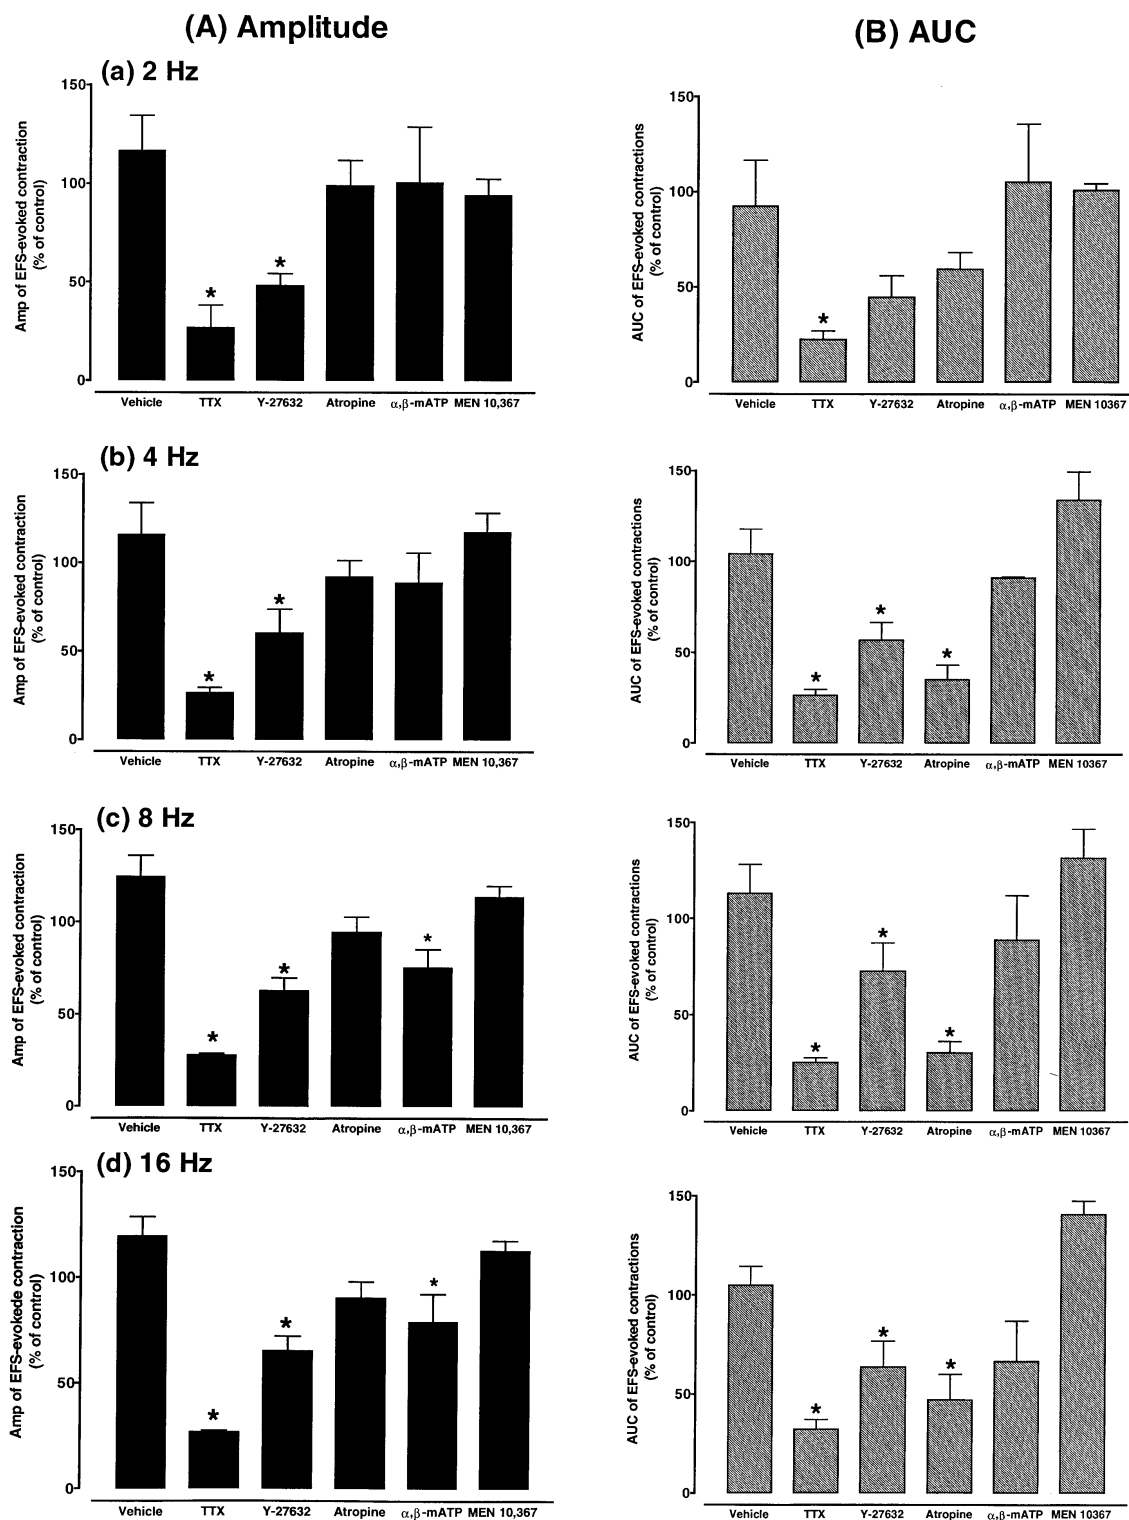 (A) Amplitude
(B) AUC
(a) 2 Hz
Amp of EFS-evoked contraction
(% of control)
150
100
50
0
Vehicle TTX Y-27632 Atropine α,β-mATP MEN 10,367
* *
AUC of EFS-evoked contractions
(% of control)
150
100
50
0
Vehicle TTX Y-27632 Atropine α,β-mATP MEN 10367
*
(b) 4 Hz
Amp of EFS-evoked contraction
(% of control)
150
100
50
0
Vehicle TTX Y-27632 Atropine α,β-mATP MEN 10,367
* *
AUC of EFS-evoked contractions
(% of control)
150
100
50
0
Vehicle TTX Y-27632 Atropine α,β-mATP MEN 10367
* * *
(c) 8 Hz
Amp of EFS-evoked contraction
(% of control)
150
100
50
0
Vehicle TTX Y-27632 Atropine α,β-mATP MEN 10,367
* * *
AUC of EFS-evoked contractions
(% of control)
150
100
50
0
Vehicle TTX Y-27632 Atropine α,β-mATP MEN 10367
* * *
(d) 16 Hz
Amp of EFS-evokede contraction
(% of control)
150
100
50
0
Vehicle TTX Y-27632 Atropine α,β-mATP MEN 10,367
* * *
AUC of EFS-evoked contractions
(% of control)
150
100
50
0
Vehicle TTX Y-27632 Atropine α,β-mATP MEN 10367
* * *